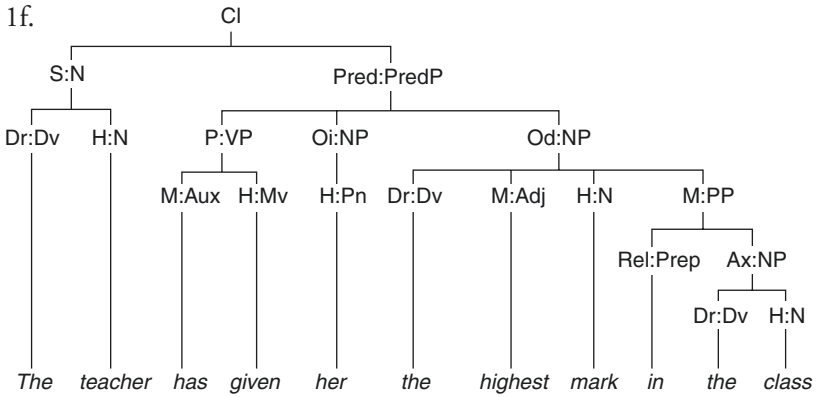 1f.
Cl
S:N Pred:PredP
Dr:Dv H:N P:VP Oi:NP Od:NP
M:Aux H:Mv H:Pn Dr:Dv M:Adj H:N M:PP
Rel:Prep Ax:NP
Dr:Dv H:N
The teacher has given her the highest mark in the class